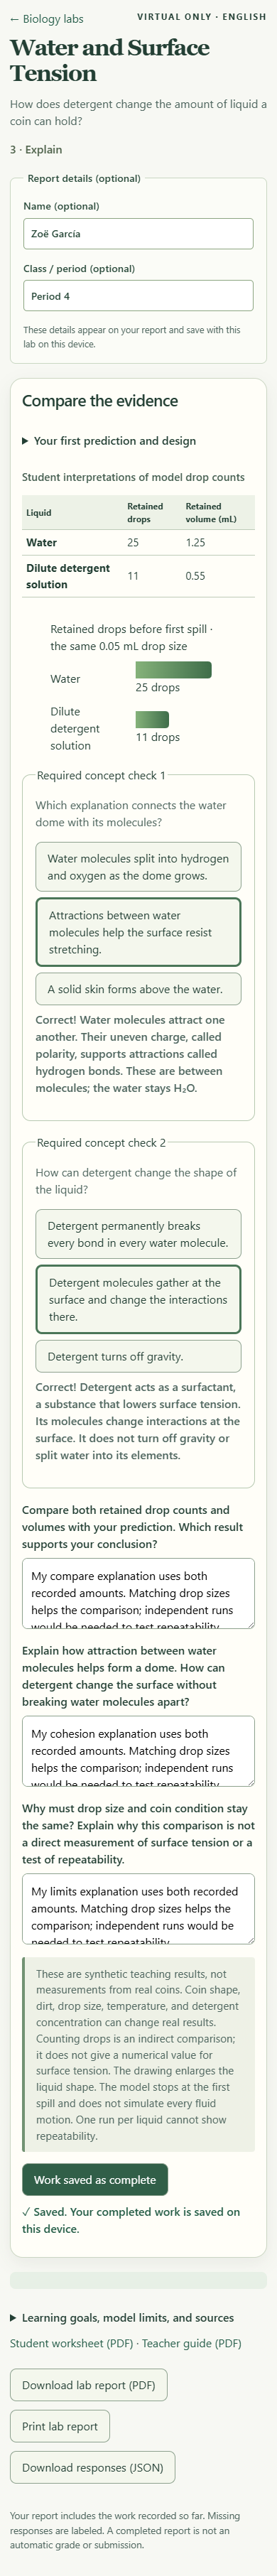 ← Biology labs
VIRTUAL ONLY · ENGLISH
Water and Surface
Tension
How does detergent change the amount of liquid a
coin can hold?
3 · Explain
Report details (optional)
Name (optional)
Zoë García
Class / period (optional)
Period 4
These details appear on your report and save with this
lab on this device.
Compare the evidence
▶ Your first prediction and design
Student interpretations of model drop counts
Liquid Retained drops Retained volume (mL)
Water 25 1.25
Dilute detergent solution 11 0.55
Retained drops before first spill ·
the same 0.05 mL drop size
Water
25 drops
Dilute
detergent
solution
11 drops
Required concept check 1
Which explanation connects the water
dome with its molecules?
Water molecules split into hydrogen
and oxygen as the dome grows.
Attractions between water
molecules help the surface resist
stretching.
A solid skin forms above the water.
Correct! Water molecules attract one
another. Their uneven charge, called
polarity, supports attractions called
hydrogen bonds. These are between
molecules; the water stays H₂O.
Required concept check 2
How can detergent change the shape of
the liquid?
Detergent permanently breaks
every bond in every water molecule.
Detergent molecules gather at the
surface and change the interactions
there.
Detergent turns off gravity.
Correct! Detergent acts as a surfactant,
a substance that lowers surface tension.
Its molecules change interactions at the
surface. It does not turn off gravity or
split water into its elements.
Compare both retained drop counts and
volumes with your prediction. Which result
supports your conclusion?
My compare explanation uses both
recorded amounts. Matching drop sizes
helps the comparison; independent runs
would be needed to test repeatability.
Explain how attraction between water
molecules helps form a dome. How can
detergent change the surface without
breaking water molecules apart?
My cohesion explanation uses both
recorded amounts. Matching drop sizes
helps the comparison; independent runs
would be needed to test repeatability.
Why must drop size and coin condition stay
the same? Explain why this comparison is not
a direct measurement of surface tension or a
test of repeatability.
My limits explanation uses both recorded
amounts. Matching drop sizes helps the
comparison; independent runs would be
needed to test repeatability.
These are synthetic teaching results, not
measurements from real coins. Coin shape,
dirt, drop size, temperature, and detergent
concentration can change real results.
Counting drops is an indirect comparison;
it does not give a numerical value for
surface tension. The drawing enlarges the
liquid shape. The model stops at the first
spill and does not simulate every fluid
motion. One run per liquid cannot show
repeatability.
Work saved as complete
✓ Saved. Your completed work is saved on
this device.
▶ Learning goals, model limits, and sources
Student worksheet (PDF) · Teacher guide (PDF)
Download lab report (PDF)
Print lab report
Download responses (JSON)
Your report includes the work recorded so far. Missing
responses are labeled. A completed report is not an
automatic grade or submission.